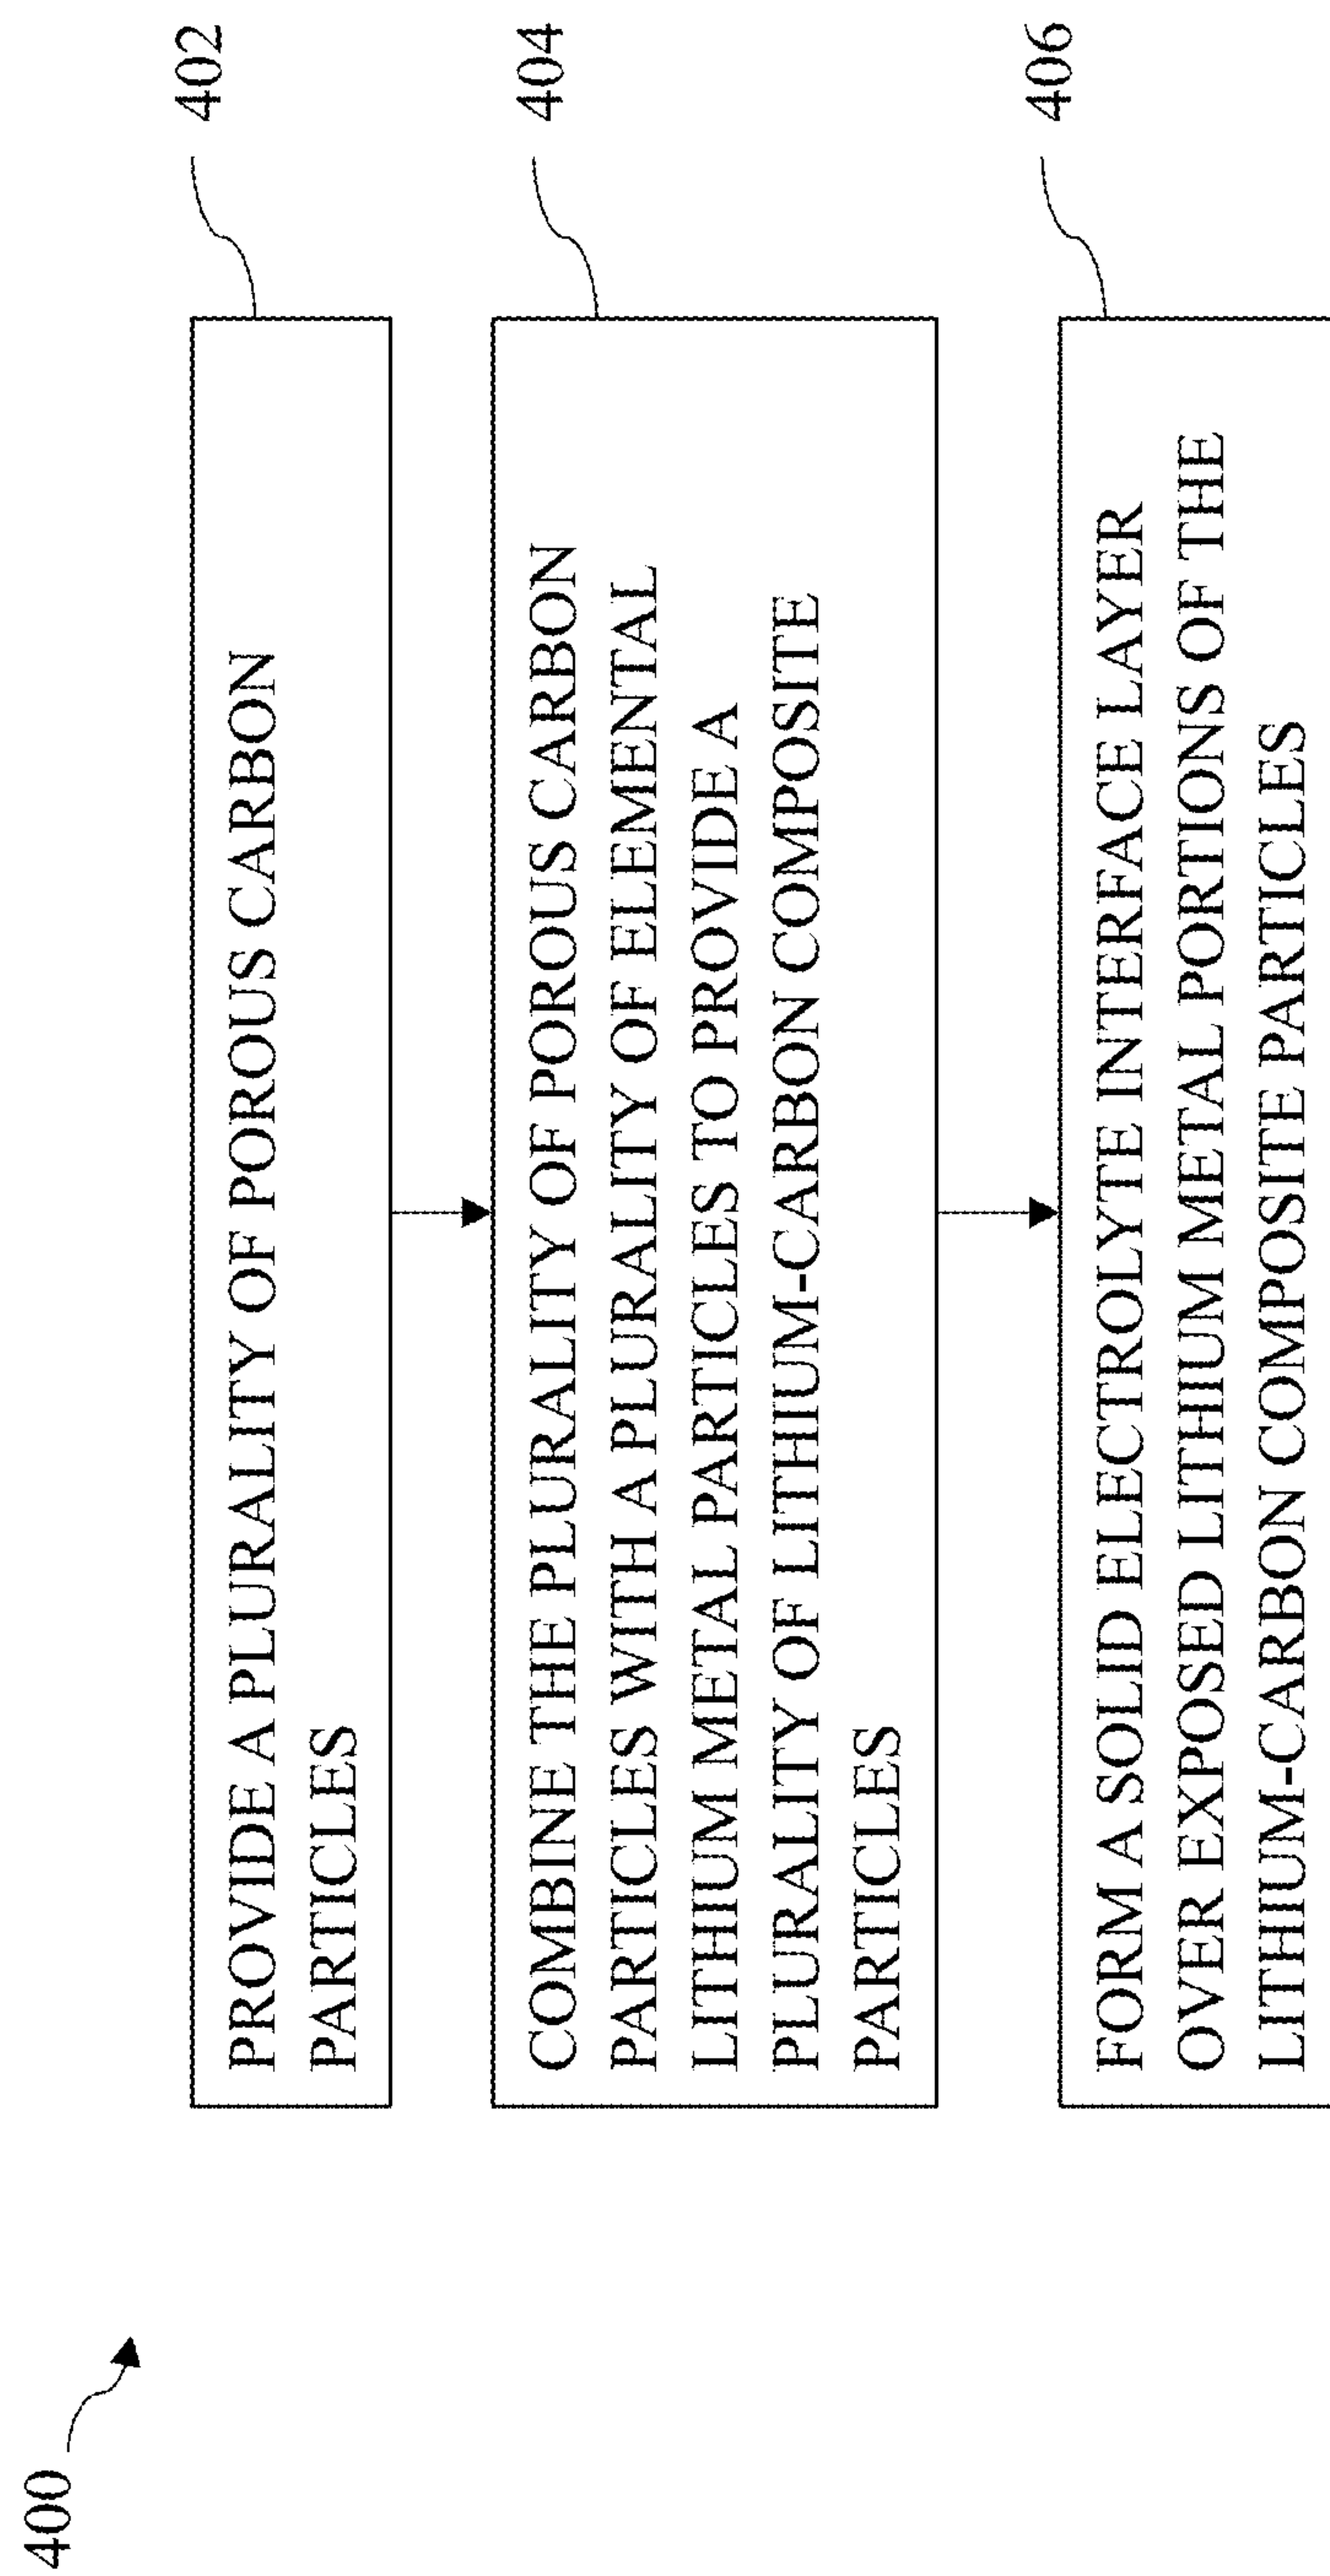 400
402
PROVIDE A PLURALITY OF POROUS CARBON
PARTICLES
404
COMBINE THE PLURALITY OF POROUS CARBON
PARTICLES WITH A PLURALITY OF ELEMENTAL
LITHIUM METAL PARTICLES TO PROVIDE A
PLURALITY OF LITHIUM-CARBON COMPOSITE
PARTICLES
406
FORM A SOLID ELECTROLYTE INTERFACE LAYER
OVER EXPOSED LITHIUM METAL PORTIONS OF THE
LITHIUM-CARBON COMPOSITE PARTICLES